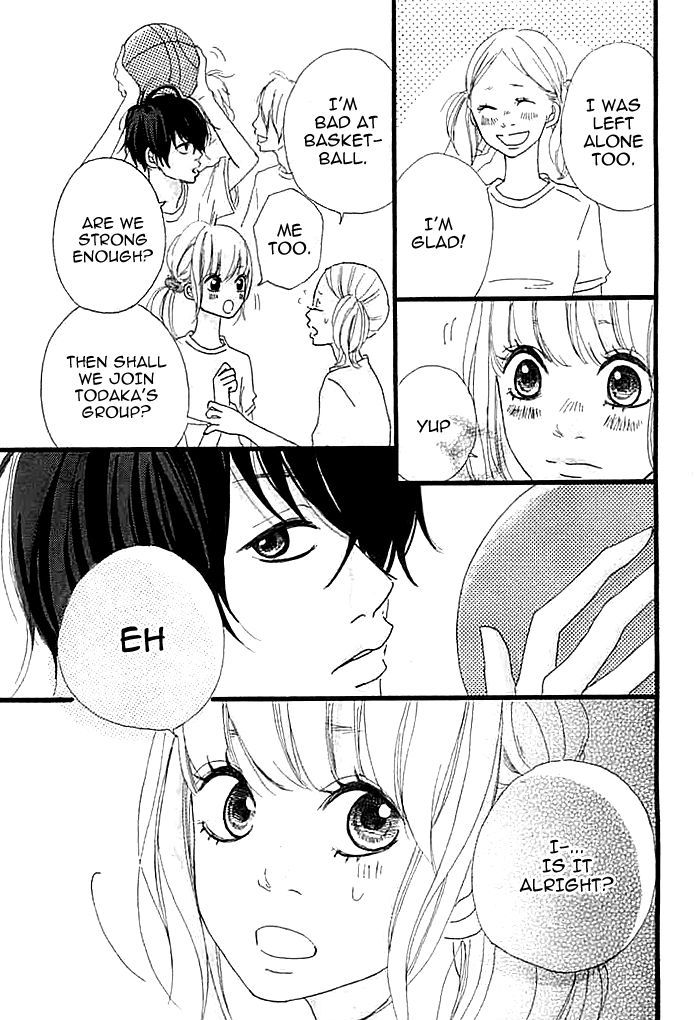 I WAS
LEFT
ALONE
TOO.
I'M
GLAD!
YUP
I'M
BAD AT
BASKET-
BALL.
ME
TOO.
ARE WE
STRONG
ENOUGH?
THEN SHALL
WE JOIN
TODAKA'S
GROUP?
EH
I-...
IS IT
ALRIGHT?